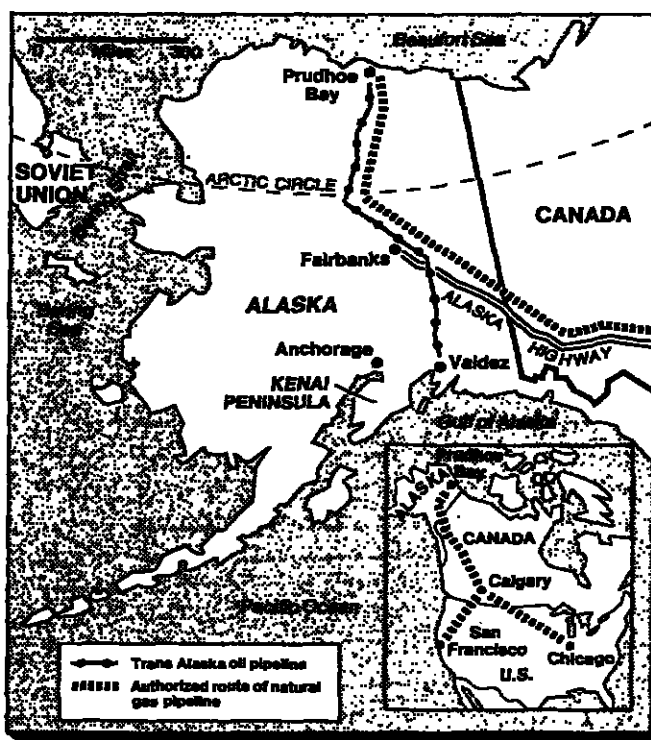 Beaufort Sea
0 Miles 300
Prudhoe
Bay
SOVIET
UNION
ARCTIC CIRCLE
CANADA
Fairbanks
ALASKA
ALASKA
HIGHWAY
Anchorage
Valdez
KENAI
PENINSULA
Gulf of Alaska
Prudhoe
Bay
ALASKA
CANADA
Calgary
Pacific Ocean
San
Francisco
Chicago
U.S.
Trans Alaska oil pipeline
Authorized route of natural
gas pipeline